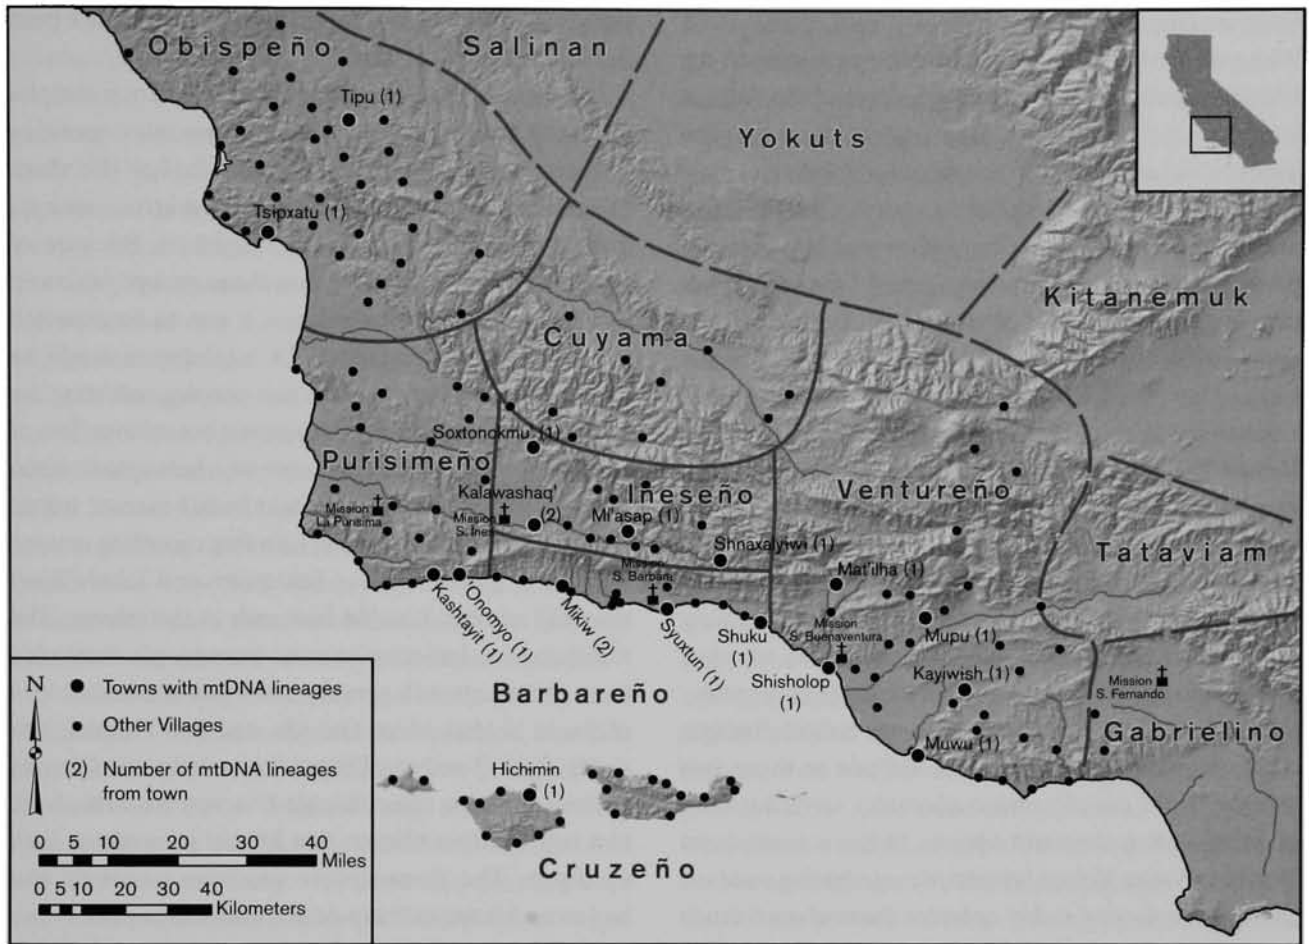 Obispeño
Salinan
Tipu (1)
Yokuts
Tsipxatu (1)
Kitanemuk
Cuyama
Soxtonokmu (1)
Purisimeño
Kalawashaq'
(2)
Iñeseño
Ventureño
Mission
La Purisima
Mission
S. Ines
Mi'asap (1)
Shnaxalyiwi (1)
Tataviam
Mission
S. Barbara
Mat'ilha (1)
Kashtayit (1)
Onomyo (1)
Mikiw (2)
Syuxtun (1)
Shuku
(1)
Mission
S. Buenaventura
Mupu (1)
Shisholop
(1)
Kayiwish (1)
Mission
S. Fernando
Barbareño
Muwu (1)
Gabrielino
Hichimin
(1)
Cruzeño
N
Towns with mtDNA lineages
Other Villages
(2) Number of mtDNA lineages
from town
0 5 10 20 30 40
Miles
0 5 10 20 30 40
Kilometers